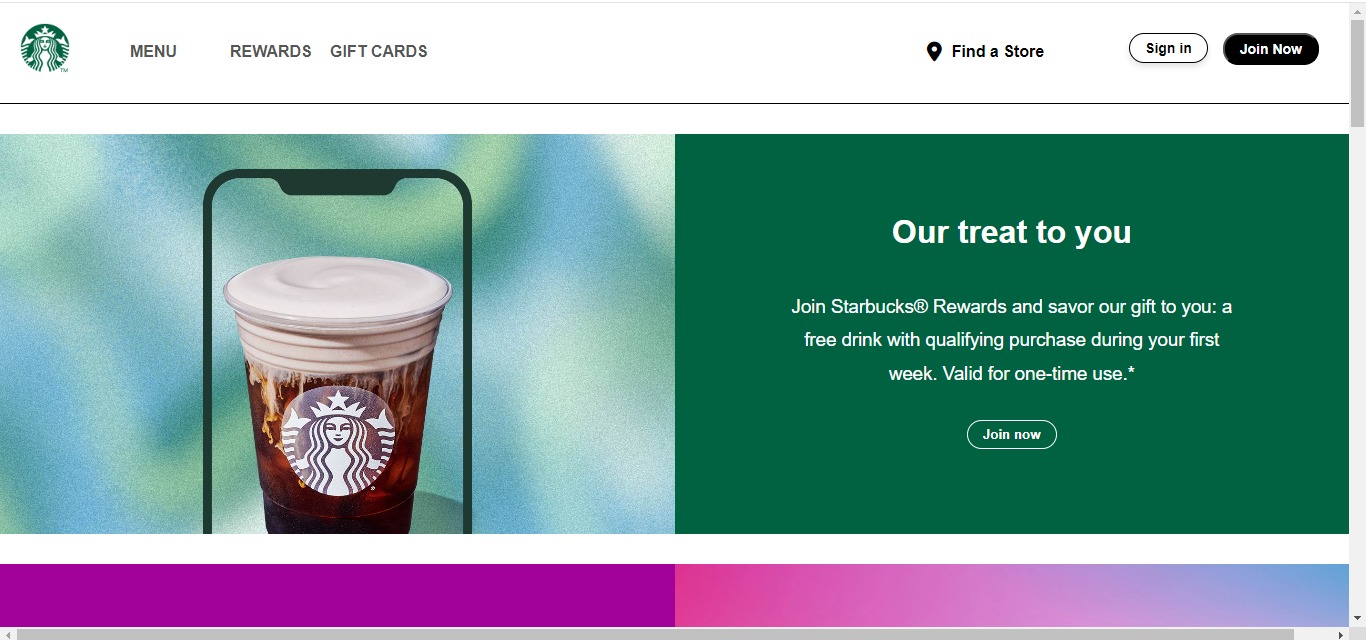 MENU REWARDS GIFT CARDS Find a Store Sign in Join Now
TM
Our treat to you
Join Starbucks® Rewards and savor our gift to you: a
free drink with qualifying purchase during your first
week. Valid for one-time use.*
Join now
®